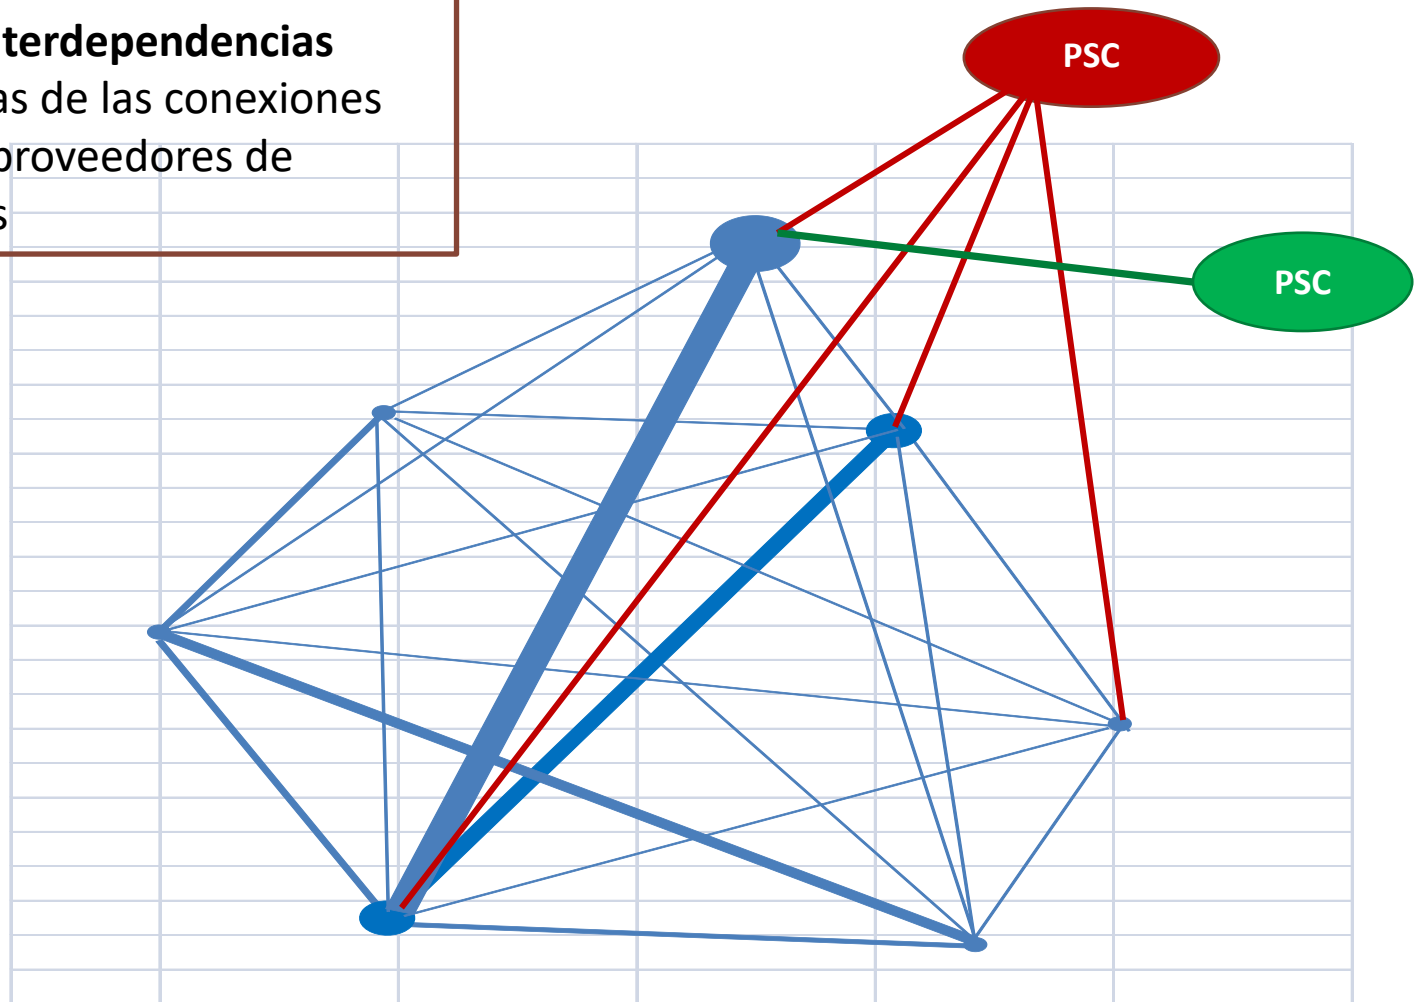 terdependencias
as de las conexiones
proveedores de
s
PSC
PSC